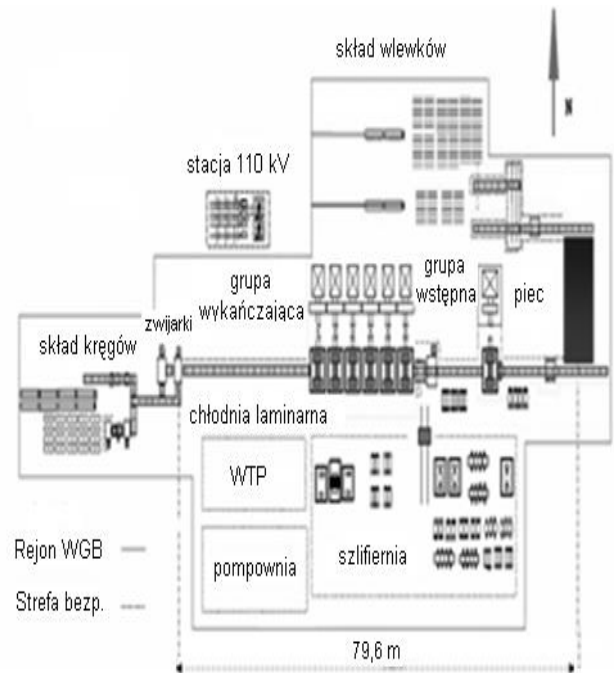 skład wlewków
N
stacja 110 kV
grupa
wykańczająca
grupa
wstępna
piec
zwijarki
skład kręgów
chłodnia laminarna
WTP
Rejon WGB
pompownia
szlifiernia
Strefa bezp.
79,6 m